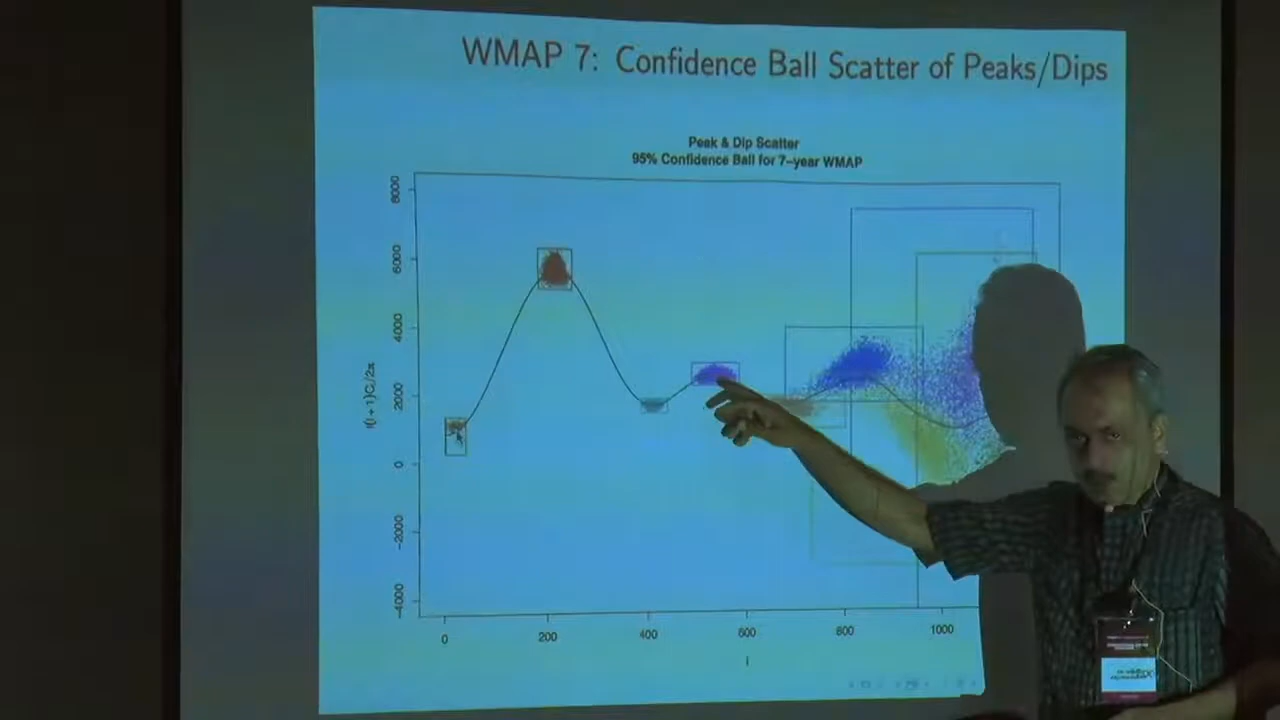 WMAP 7: Confidence Ball Scatter of Peaks/Dips
Peak & Dip Scatter
95% Confidence Ball for 7-year WMAP
8000
6000
4000
2000
0
-2000
-4000
l(l + 1)Cₗ/2π
0 200 400 600 800 1000
l